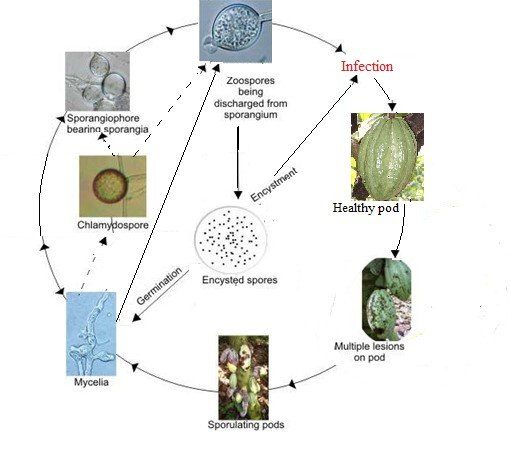 Infection
Zoospores
being
discharged from
sporangium
Sporangiophore
bearing sporangia
Encystment
Healthy pod
Chlamydospore
Encysted spores
Germination
Multiple lesions
on pod
Mycelia
Sporulating pods